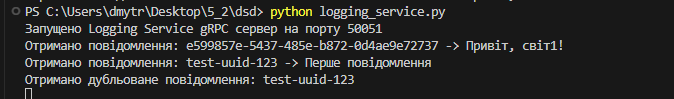 PS C:\Users\dmytr\Desktop\5_2\dsd> python logging_service.py
Запущено Logging Service gRPC сервер на порту 50051
Отримано повідомлення: e599857e-5437-485e-b872-0d4ae9e72737 -> Привіт, світ1!
Отримано повідомлення: test-uuid-123 -> Перше повідомлення
Отримано дубльоване повідомлення: test-uuid-123